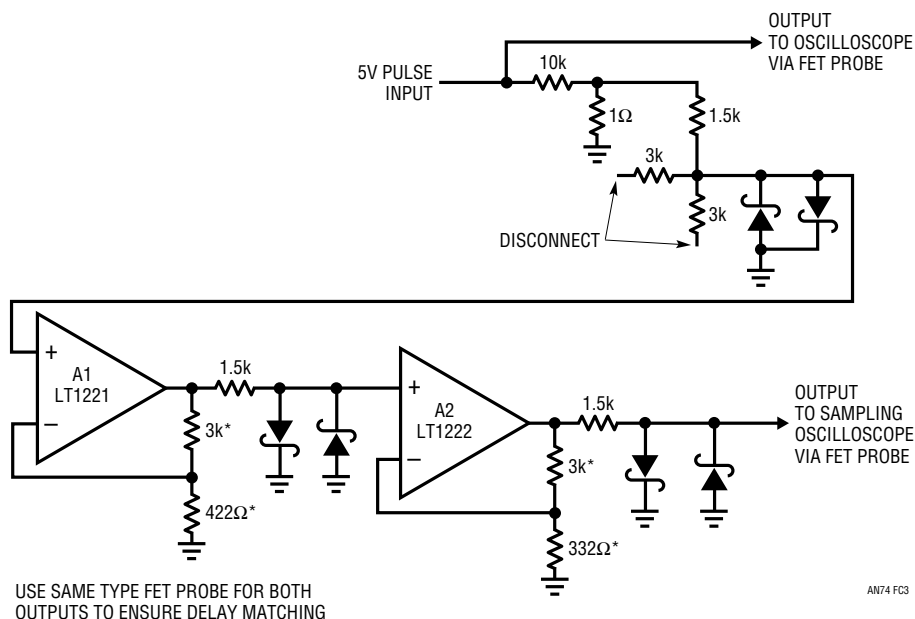 OUTPUT
TO OSCILLOSCOPE
VIA FET PROBE
5V PULSE
INPUT
10k
1Ω
1.5k
3k
3k
DISCONNECT
+
A1
LT1221
−
1.5k
3k*
422Ω*
+
A2
LT1222
−
1.5k
3k*
332Ω*
OUTPUT
TO SAMPLING
OSCILLOSCOPE
VIA FET PROBE
USE SAME TYPE FET PROBE FOR BOTH
OUTPUTS TO ENSURE DELAY MATCHING
AN74 FC3